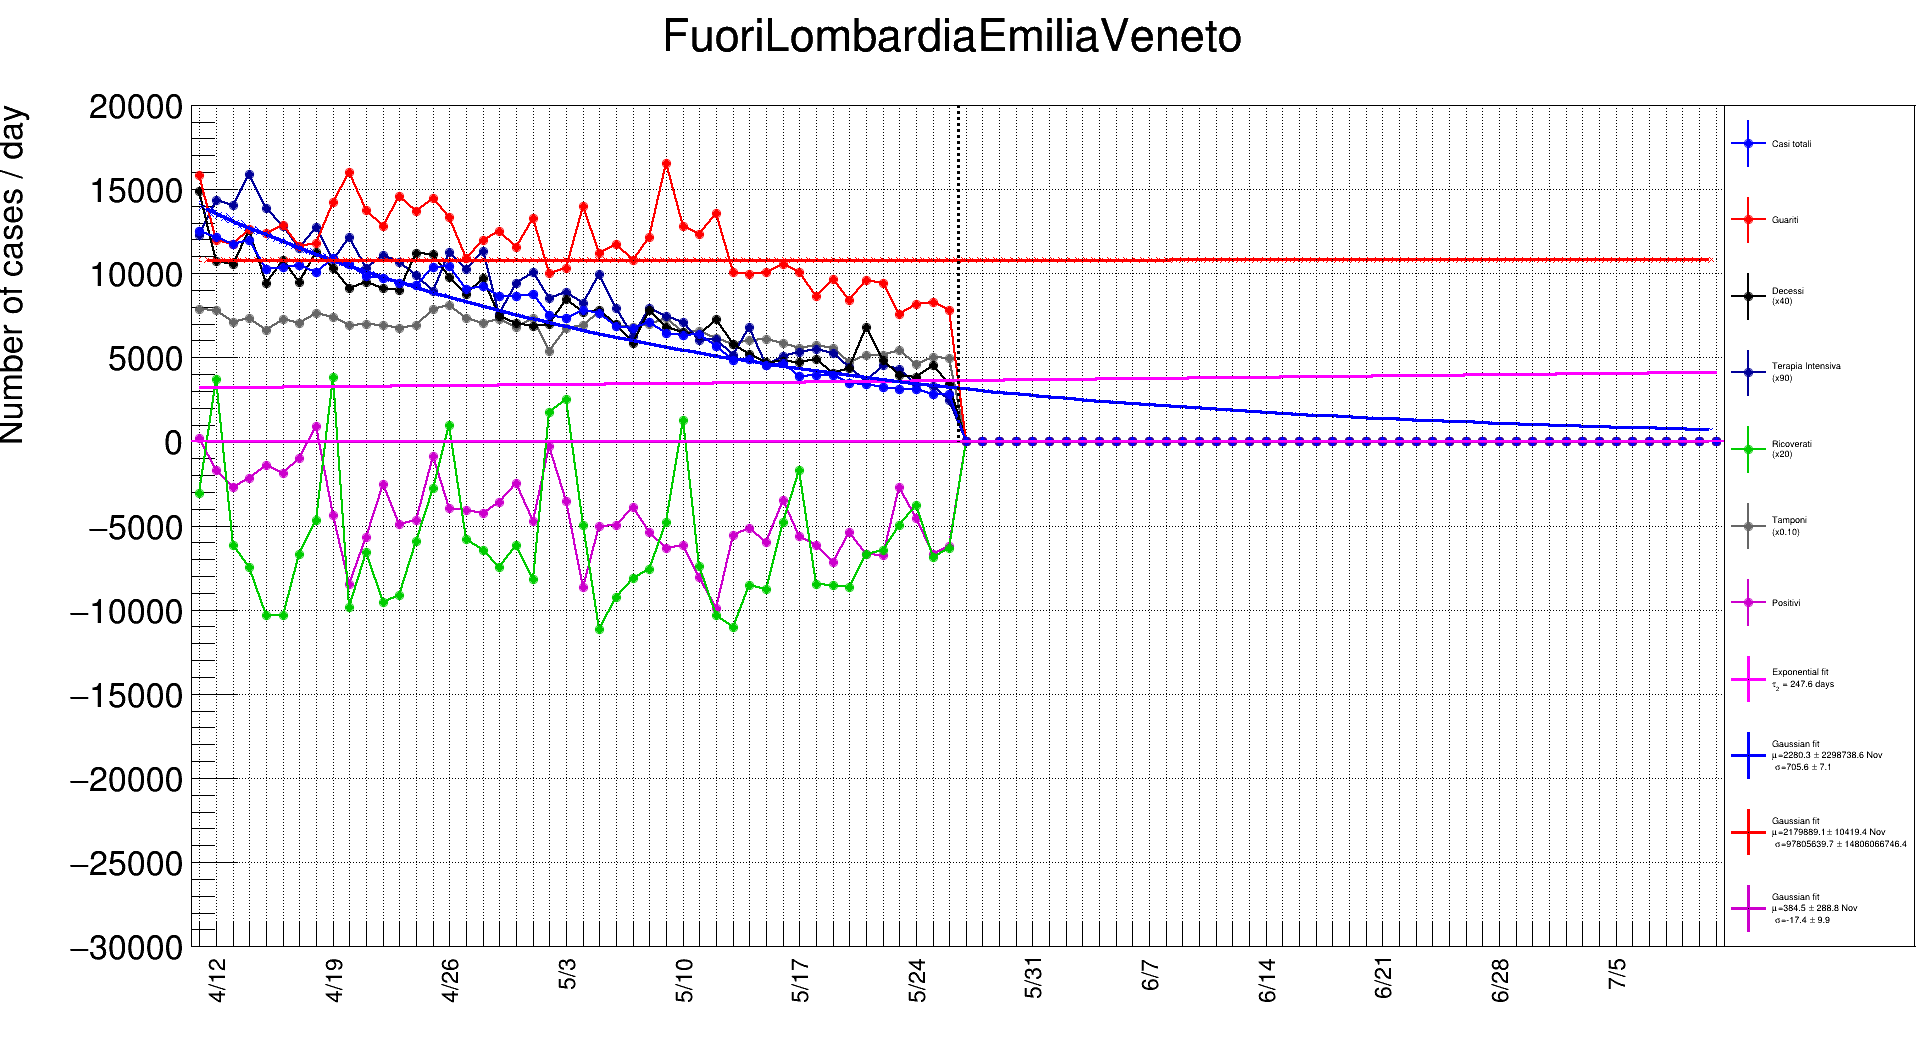 FuoriLombardiaEmiliaVeneto
Number of cases / day
20000
15000
10000
5000
0
−5000
−10000
−15000
−20000
−25000
−30000
4/12
4/19
4/26
5/3
5/10
5/17
5/24
5/31
6/7
6/14
6/21
6/28
7/5
Casi totali
Guariti
Decessi
(x40)
Terapia Intensiva
(x90)
Ricoverati
(x20)
Tamponi
(x0.10)
Positivi
Exponential fit
τ2 = 247.6 days
Gaussian fit
μ=2280.3 ± 2298738.6 Nov
σ=705.6 ± 7.1
Gaussian fit
μ=2179889.1 ± 10419.4 Nov
σ=97805639.7 ± 14806066746.4
Gaussian fit
μ=384.5 ± 288.8 Nov
σ=-17.4 ± 9.9